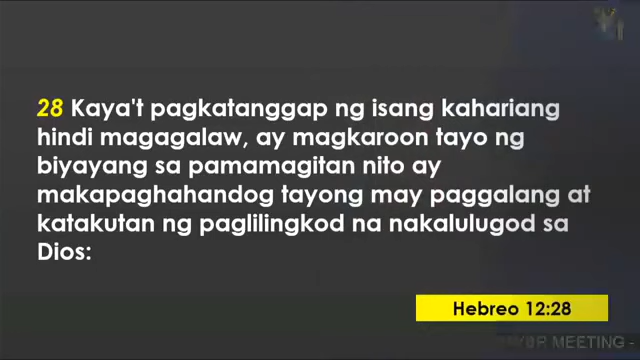 28 Kaya't pagkatanggap ng isang kahariang
hindi magagalaw, ay magkaroon tayo ng
biyayang sa pamamagitan nito ay
makapaghahandog tayong may paggalang at
katakutan ng paglilingkod na nakalulugod sa
Dios:
Hebreo 12:28
MEETING -